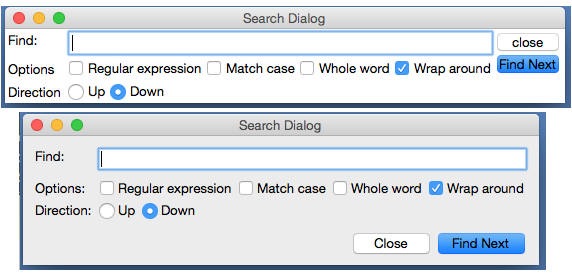 Search Dialog
Find: close
Options Regular expression Match case Whole word Wrap around Find Next
Direction Up Down
Search Dialog
Find:
Options: Regular expression Match case Whole word Wrap around
Direction: Up Down
Close Find Next